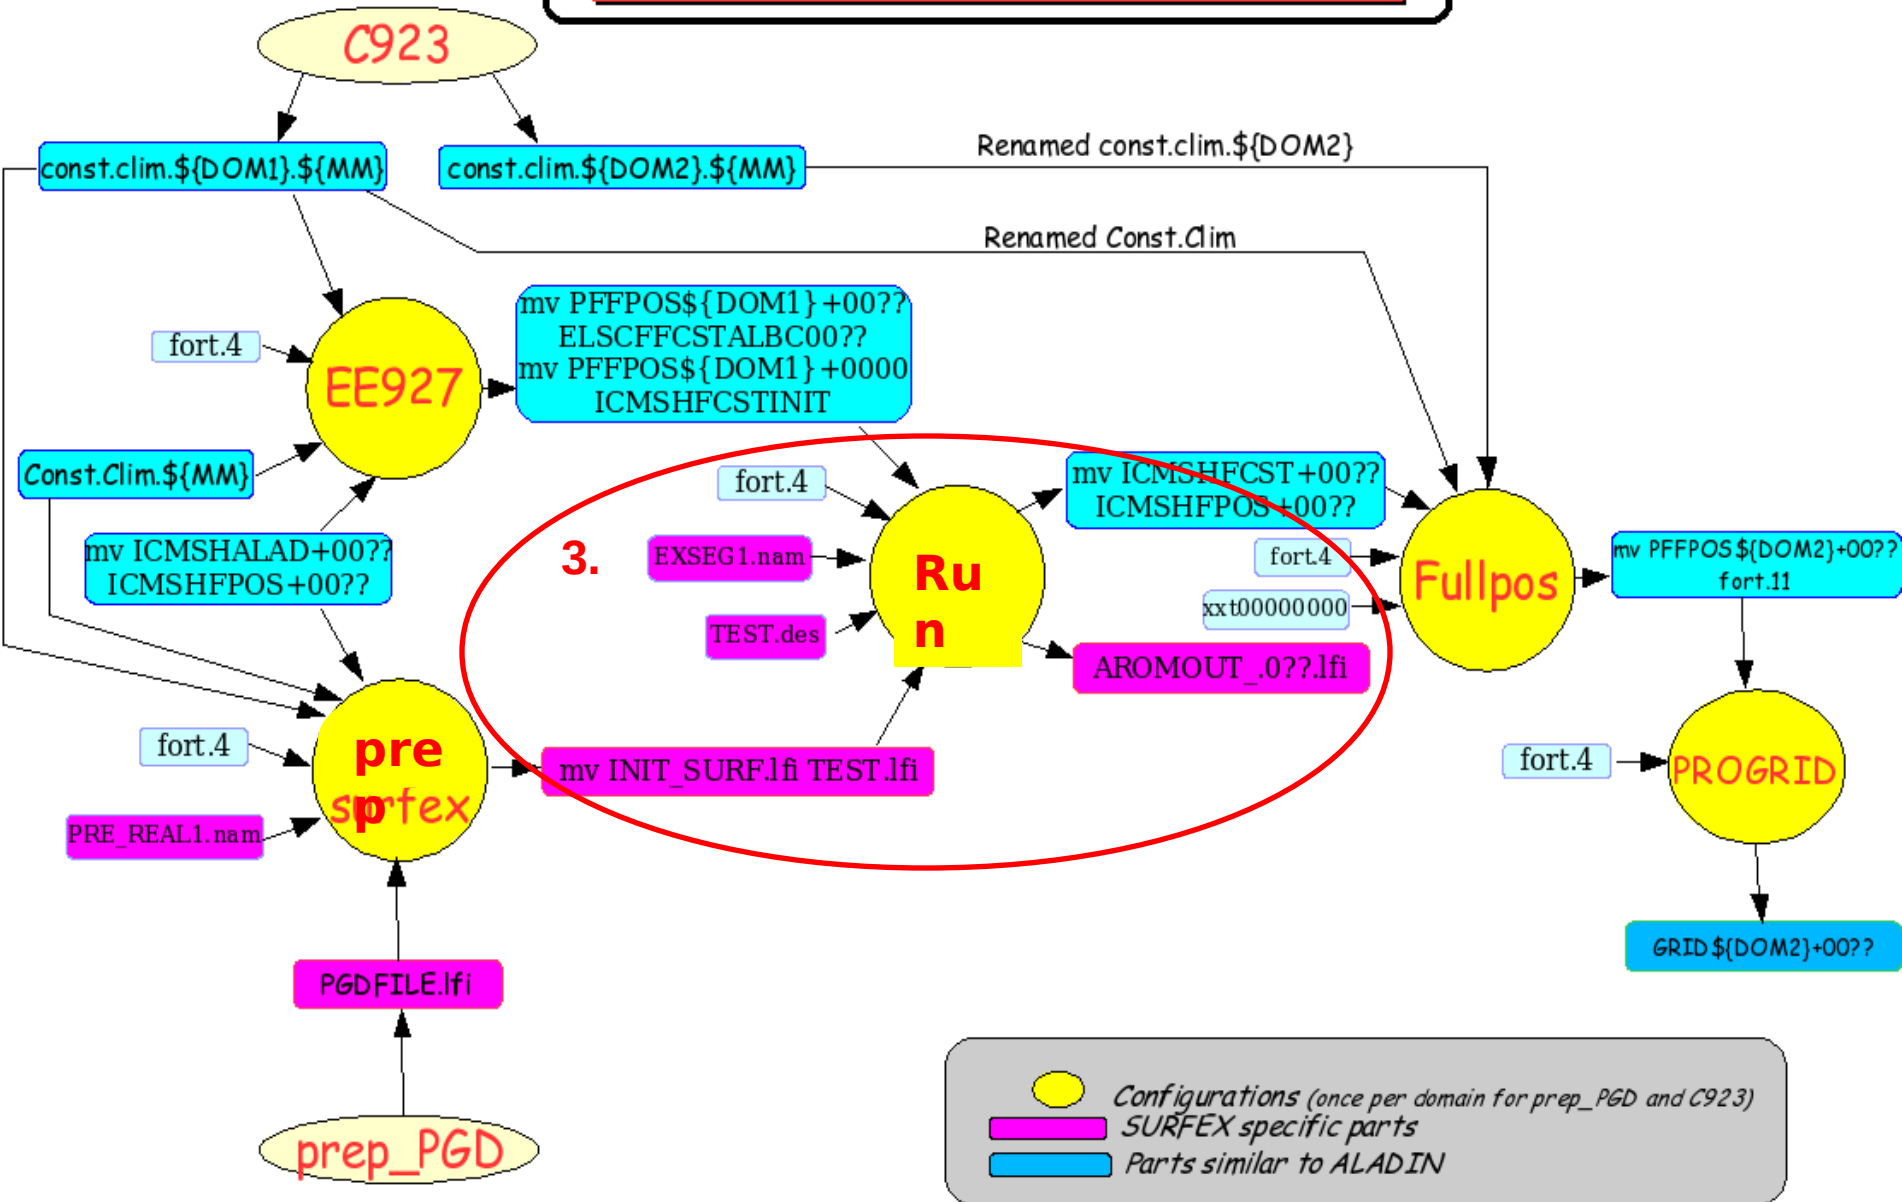 C923
const.clim.${DOM1}.${MM}
const.clim.${DOM2}.${MM}
Renamed const.clim.${DOM2}
Renamed Const.Clim
fort.4
EE927
mv PFFPOS${DOM1}+00??
ELSCFFCSTALBC00??
mv PFFPOS${DOM1}+0000
ICMSHFCSTINIT
Const.Clim.${MM}
mv ICMSHALAD+00??
ICMSHFPOS+00??
3.
fort.4
EXSEG1.nam
TEST.des
Ru
n
mv ICMSHFCST+00??
ICMSHFPOS+00??
fort.4
xxt00000000
Fullpos
mv PFFPOS${DOM2}+00??
fort.11
AROMOUT_.0??.lfi
fort.4
pre
p
surfex
PRE_REAL1.nam
mv INIT_SURF.lfi TEST.lfi
fort.4
PROGRID
GRID${DOM2}+00??
PGDFILE.lfi
prep_PGD
Configurations (once per domain for prep_PGD and C923)
SURFEX specific parts
Parts similar to ALADIN